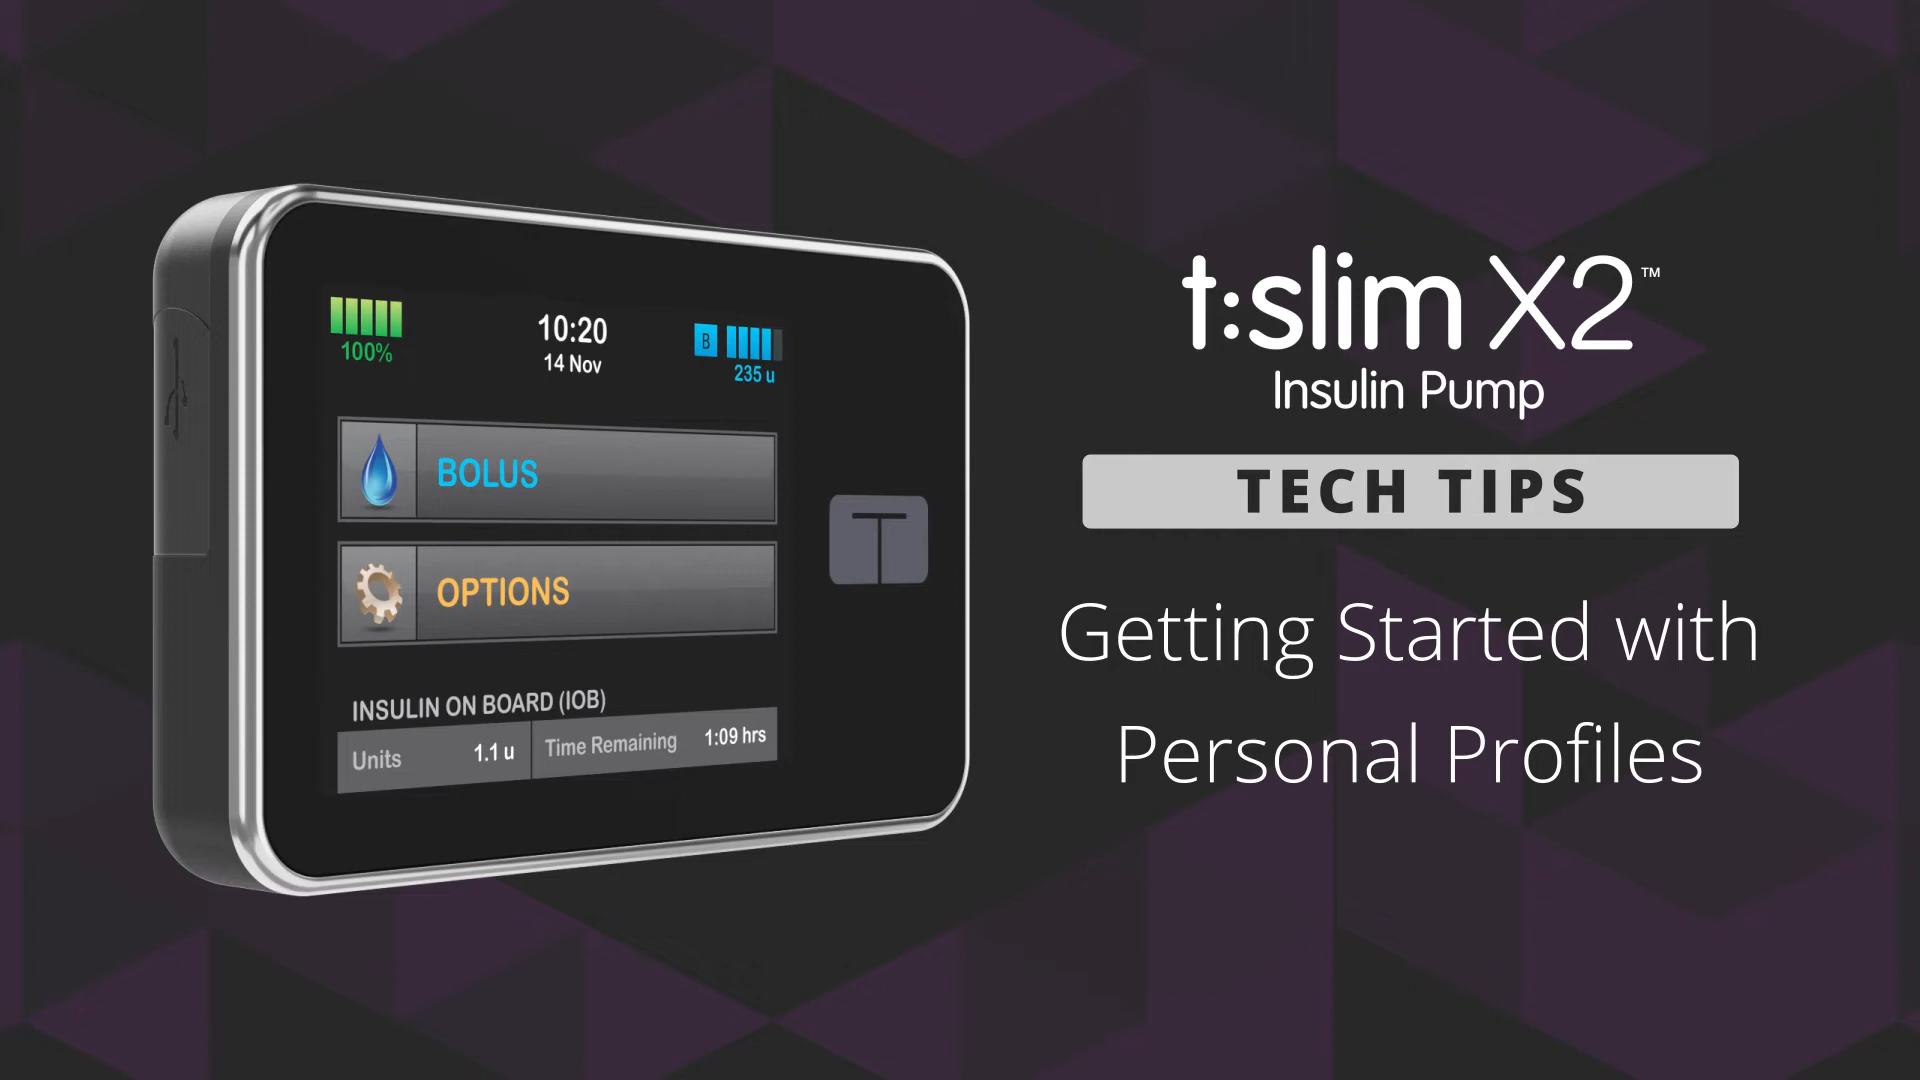 100%
10:20
14 Nov
B
235 u
BOLUS
OPTIONS
INSULIN ON BOARD (IOB)
Units 1.1 u Time Remaining 1:09 hrs
t:slim X2™
Insulin Pump
TECH TIPS
Getting Started with
Personal Profiles